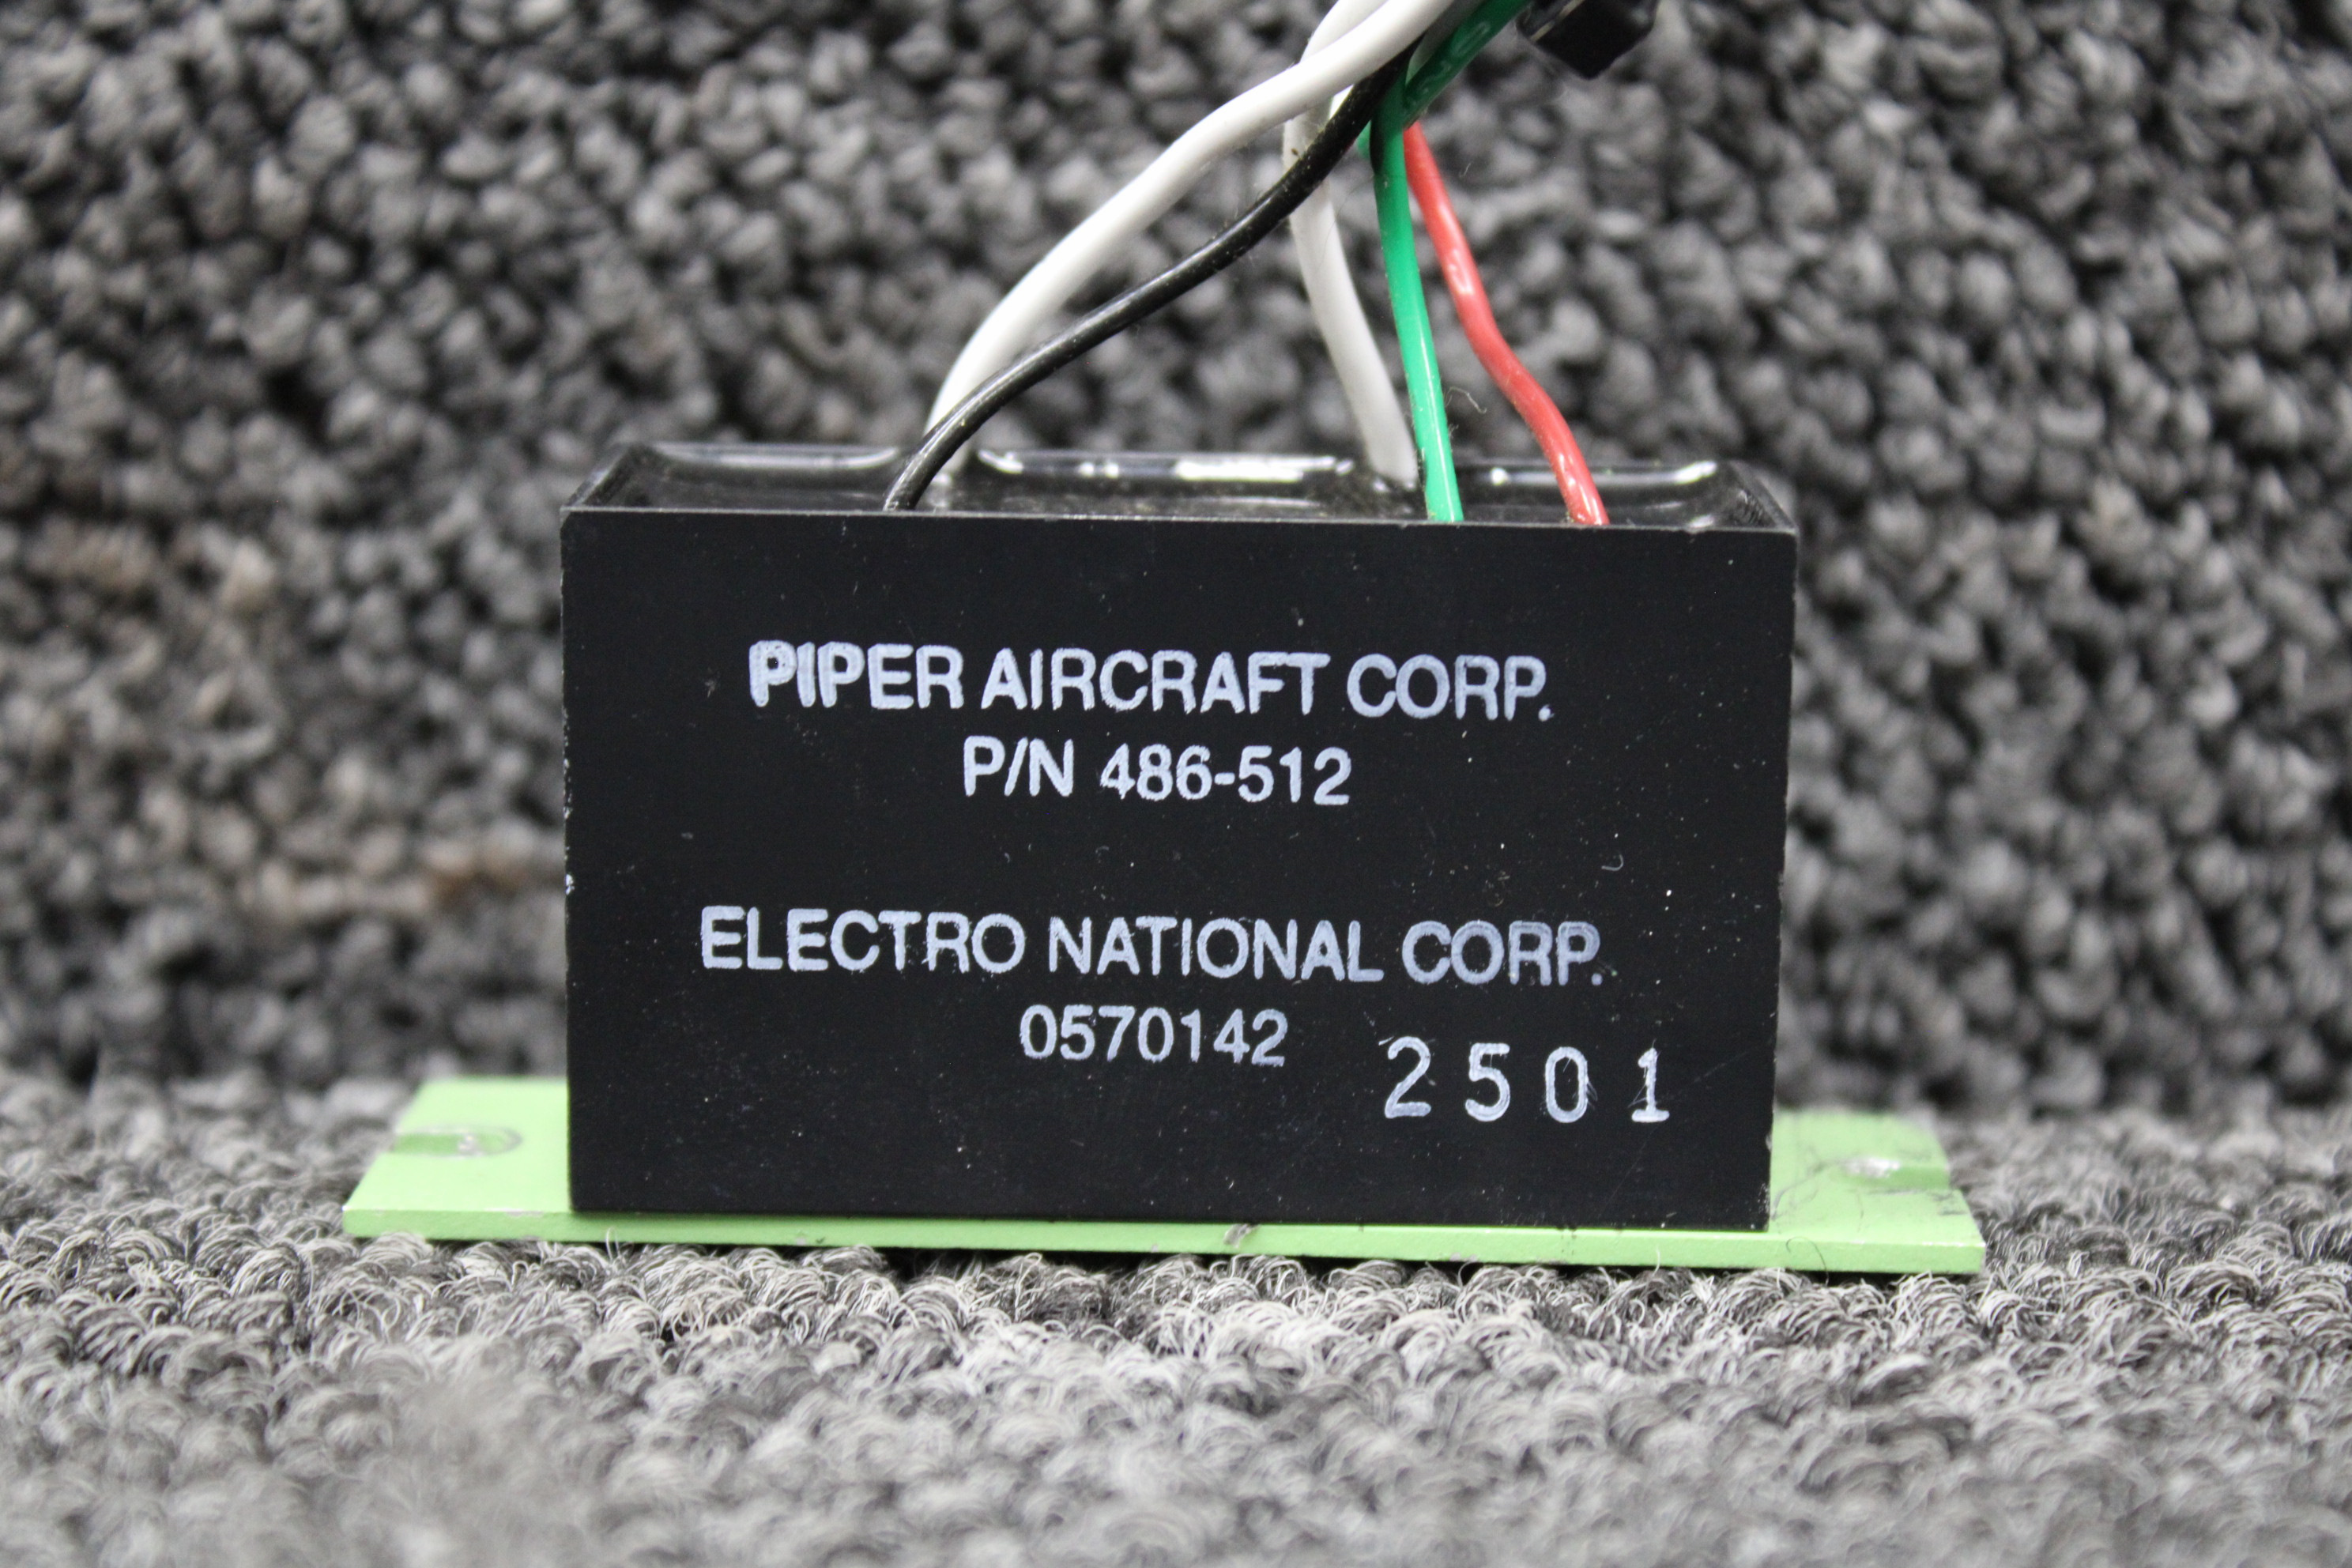 PIPER AIRCRAFT CORP.
P/N 486-512
ELECTRO NATIONAL CORP.
0570142
2501